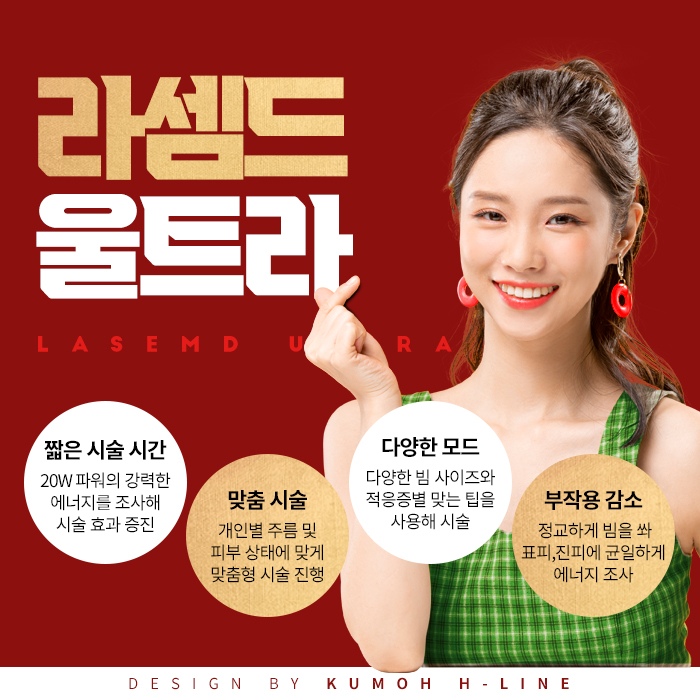 라셈드
울트라
LASEMD U RA
짧은 시술 시간
20W 파워의 강력한
에너지를 조사해
시술 효과 증진
맞춤 시술
개인별 주름 및
피부 상태에 맞게
맞춤형 시술 진행
다양한 모드
다양한 빔 사이즈와
적응증별 맞는 팁을
사용해 시술
부작용 감소
정교하게 빔을 쏴
표피,진피에 균일하게
에너지 조사
DESIGN BY KUMOH H-LINE